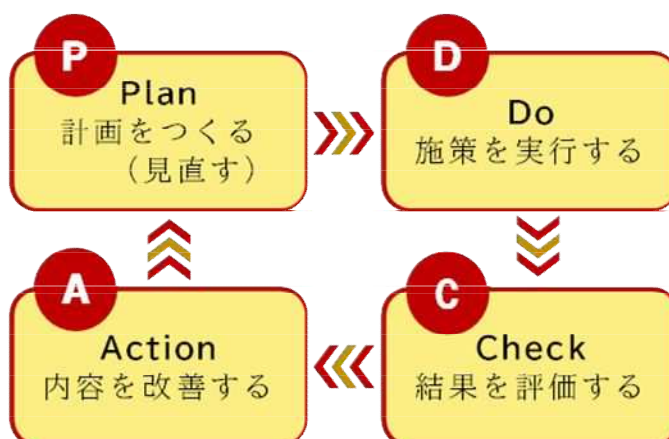 P
Plan
計画をつくる
（見直す）
D
Do
施策を実行する
A
Action
内容を改善する
C
Check
結果を評価する